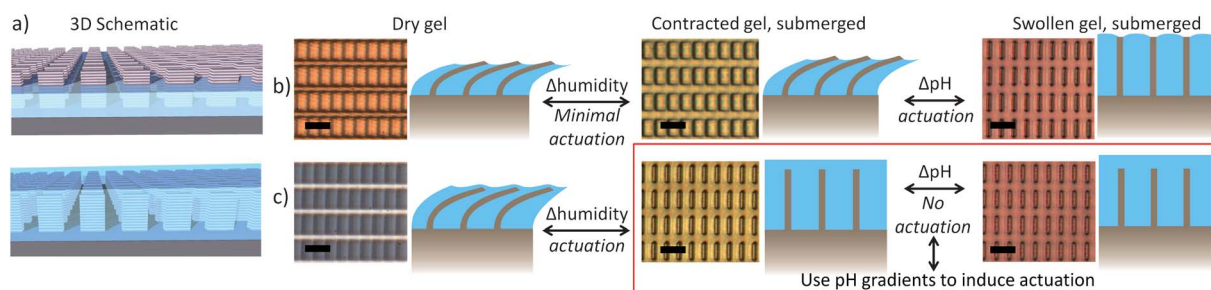 a) 3D Schematic
Dry gel
Contracted gel, submerged
Swollen gel, submerged
b)
Δhumidity
Minimal
actuation
ΔpH
actuation
c)
Δhumidity
actuation
ΔpH
No
actuation
Use pH gradients to induce actuation